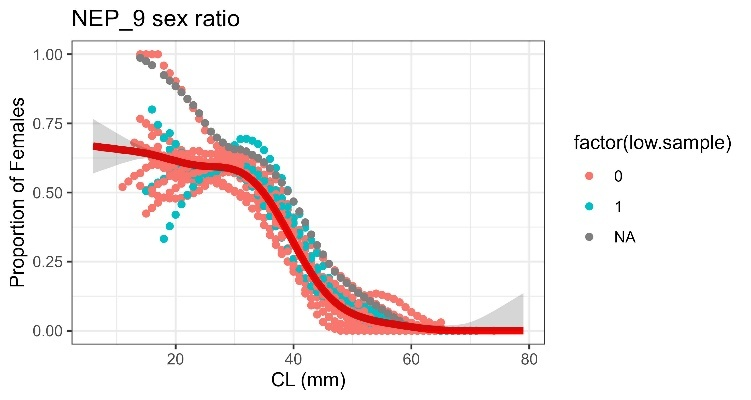 NEP_9 sex ratio
1.00
0.75
0.50
0.25
0.00
Proportion of Females
20
40
60
80
CL (mm)
factor(low.sample)
0
1
NA